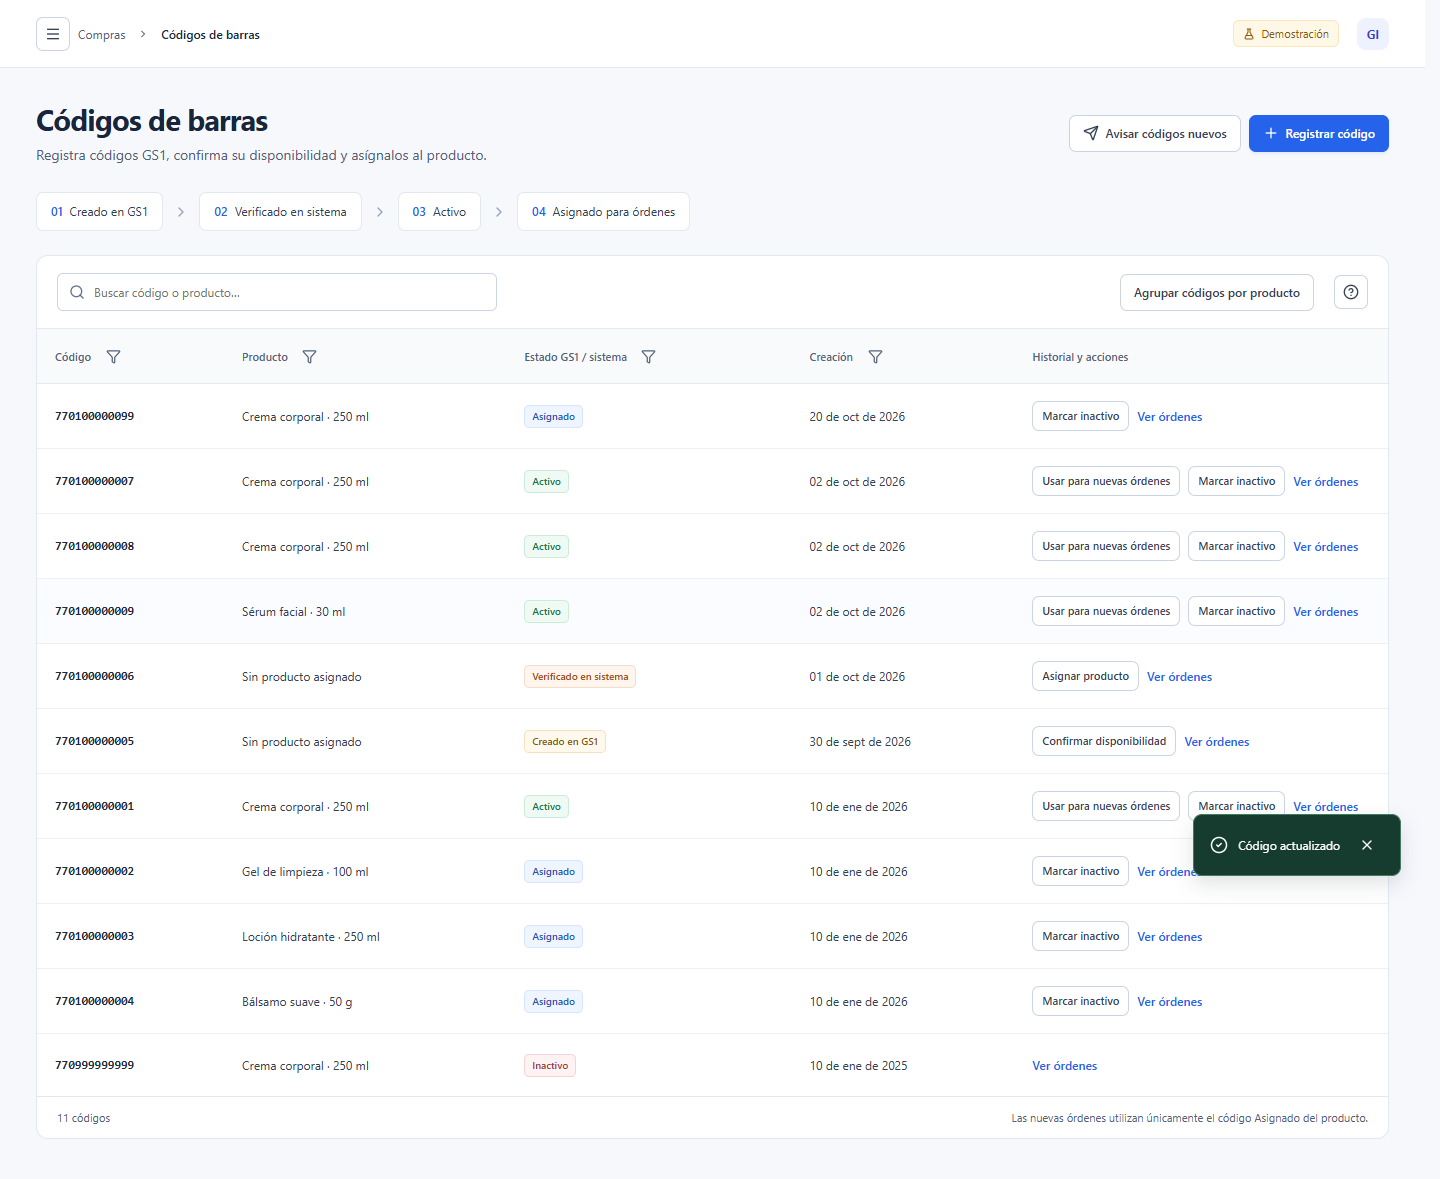 Compras
Códigos de barras
Demostración
GI
Códigos de barras
Registra códigos GS1, confirma su disponibilidad y asígnalos al producto.
Avisar códigos nuevos
Registrar código
01 Creado en GS1
02 Verificado en sistema
03 Activo
04 Asignado para órdenes
Buscar código o producto...
Agrupar códigos por producto
Código Producto Estado GS1 / sistema Creación Historial y acciones
770100000099 Crema corporal · 250 ml Asignado 20 de oct de 2026 Marcar inactivo Ver órdenes
770100000007 Crema corporal · 250 ml Activo 02 de oct de 2026 Usar para nuevas órdenes Marcar inactivo Ver órdenes
770100000008 Crema corporal · 250 ml Activo 02 de oct de 2026 Usar para nuevas órdenes Marcar inactivo Ver órdenes
770100000009 Sérum facial · 30 ml Activo 02 de oct de 2026 Usar para nuevas órdenes Marcar inactivo Ver órdenes
770100000006 Sin producto asignado Verificado en sistema 01 de oct de 2026 Asignar producto Ver órdenes
770100000005 Sin producto asignado Creado en GS1 30 de sept de 2026 Confirmar disponibilidad Ver órdenes
770100000001 Crema corporal · 250 ml Activo 10 de ene de 2026 Usar para nuevas órdenes Marcar inactivo Ver órdenes
Código actualizado
770100000002 Gel de limpieza · 100 ml Asignado 10 de ene de 2026 Marcar inactivo Ver órdene
770100000003 Loción hidratante · 250 ml Asignado 10 de ene de 2026 Marcar inactivo Ver órdenes
770100000004 Bálsamo suave · 50 g Asignado 10 de ene de 2026 Marcar inactivo Ver órdenes
770999999999 Crema corporal · 250 ml Inactivo 10 de ene de 2025 Ver órdenes
11 códigos
Las nuevas órdenes utilizan únicamente el código Asignado del producto.